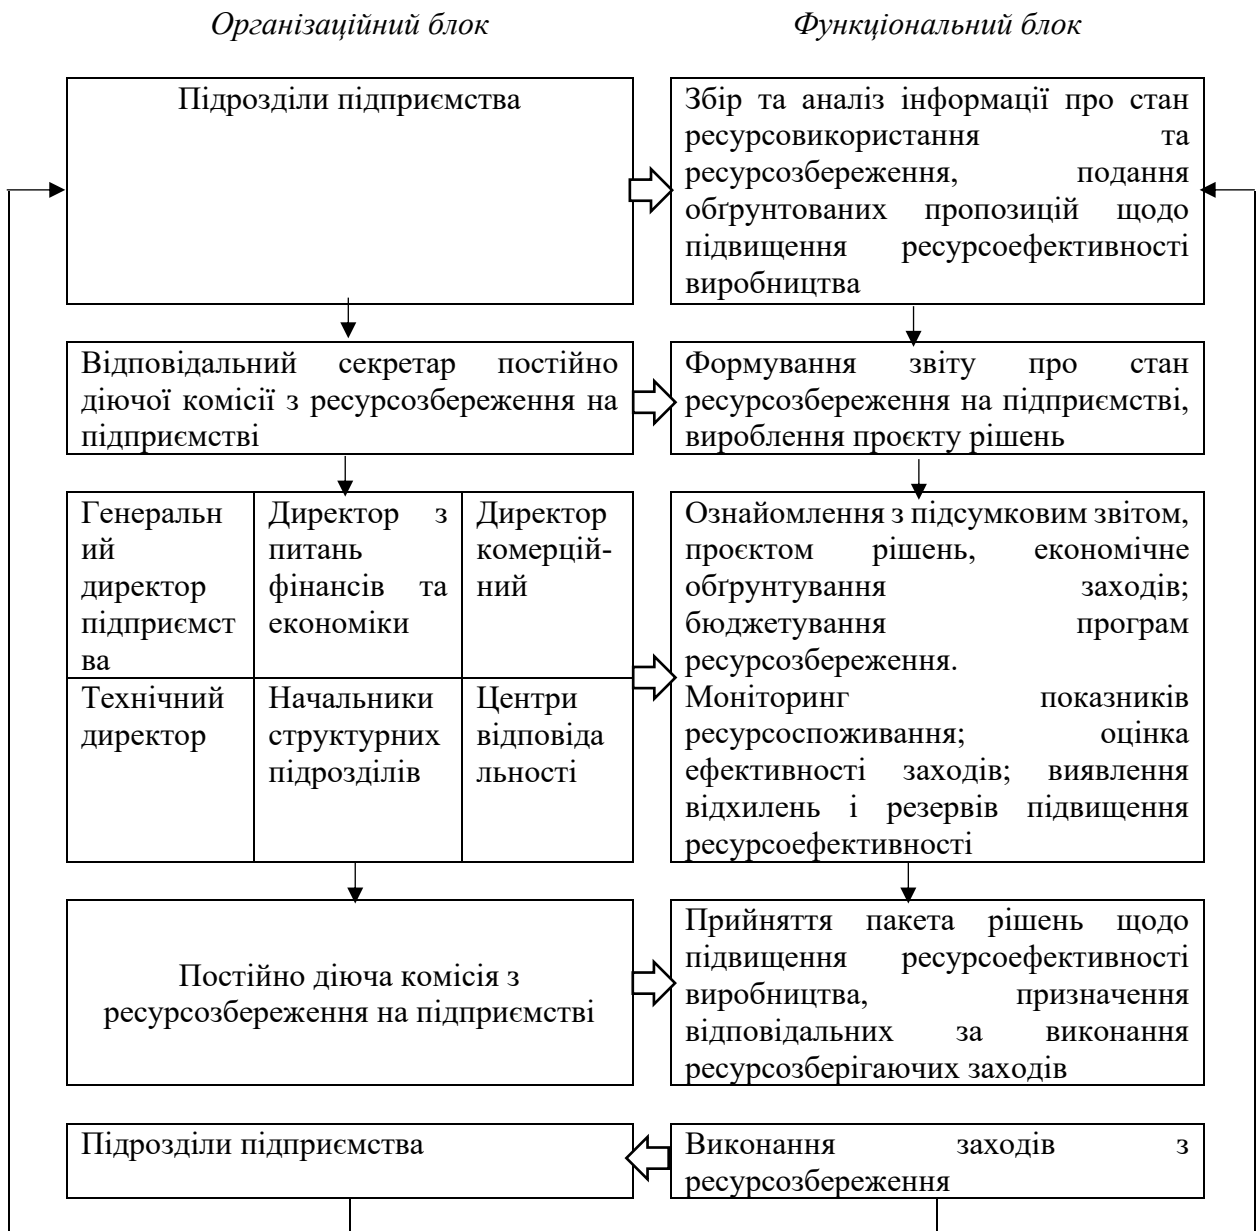 Організаційний блок
Функціональний блок
Підрозділи підприємства
Збір та аналіз інформації про стан
ресурсовикористання та
ресурсозбереження, подання
обґрунтованих пропозицій щодо
підвищення ресурсоефективності
виробництва
Відповідальний секретар постійно
діючої комісії з ресурсозбереження на
підприємстві
Формування звіту про стан
ресурсозбереження на підприємстві,
вироблення проєкту рішень
Генеральн
ий
директор
підприємст
ва
Директор з
питань
фінансів та
економіки
Директор
комерцій-
ний
Технічний
директор
Начальники
структурних
підрозділів
Центри
відповіда
льності
Ознайомлення з підсумковим звітом,
проєктом рішень, економічне
обґрунтування заходів;
бюджетування програм
ресурсозбереження.
Моніторинг показників
ресурсоспоживання; оцінка
ефективності заходів; виявлення
відхилень і резервів підвищення
ресурсоефективності
Постійно діюча комісія з
ресурсозбереження на підприємстві
Прийняття пакета рішень щодо
підвищення ресурсоефективності
виробництва, призначення
відповідальних за виконання
ресурсозберігаючих заходів
Підрозділи підприємства
Виконання заходів з
ресурсозбереження